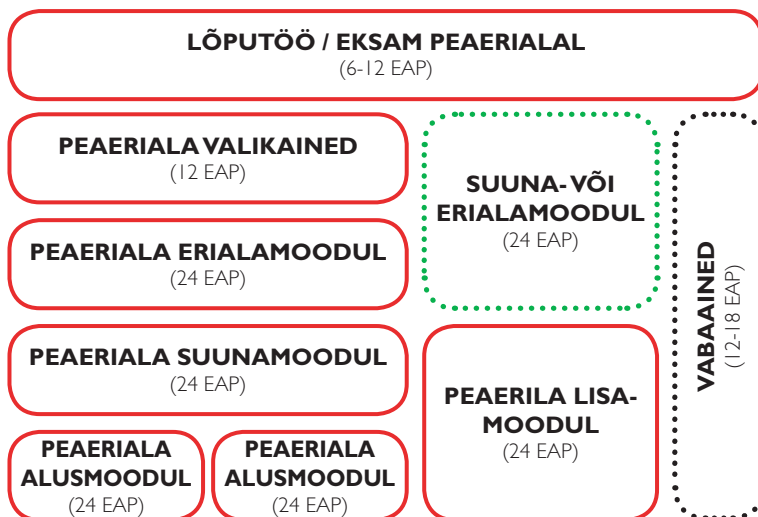 LÕPUTÖÖ / EKSAM PEAERIALAL
(6-12 EAP)
PEAERIALA VALIKAINED
(12 EAP)
PEAERIALA ERIALAMOODUL
(24 EAP)
PEAERIALA SUUNAMOODUL
(24 EAP)
PEAERIALA
ALUSMOODUL
(24 EAP)
PEAERIALA
ALUSMOODUL
(24 EAP)
SUUNA- VÕI
ERIALAMOODUL
(24 EAP)
PEAERILA LISA-
MOODUL
(24 EAP)
VABAAINED
(12-18 EAP)